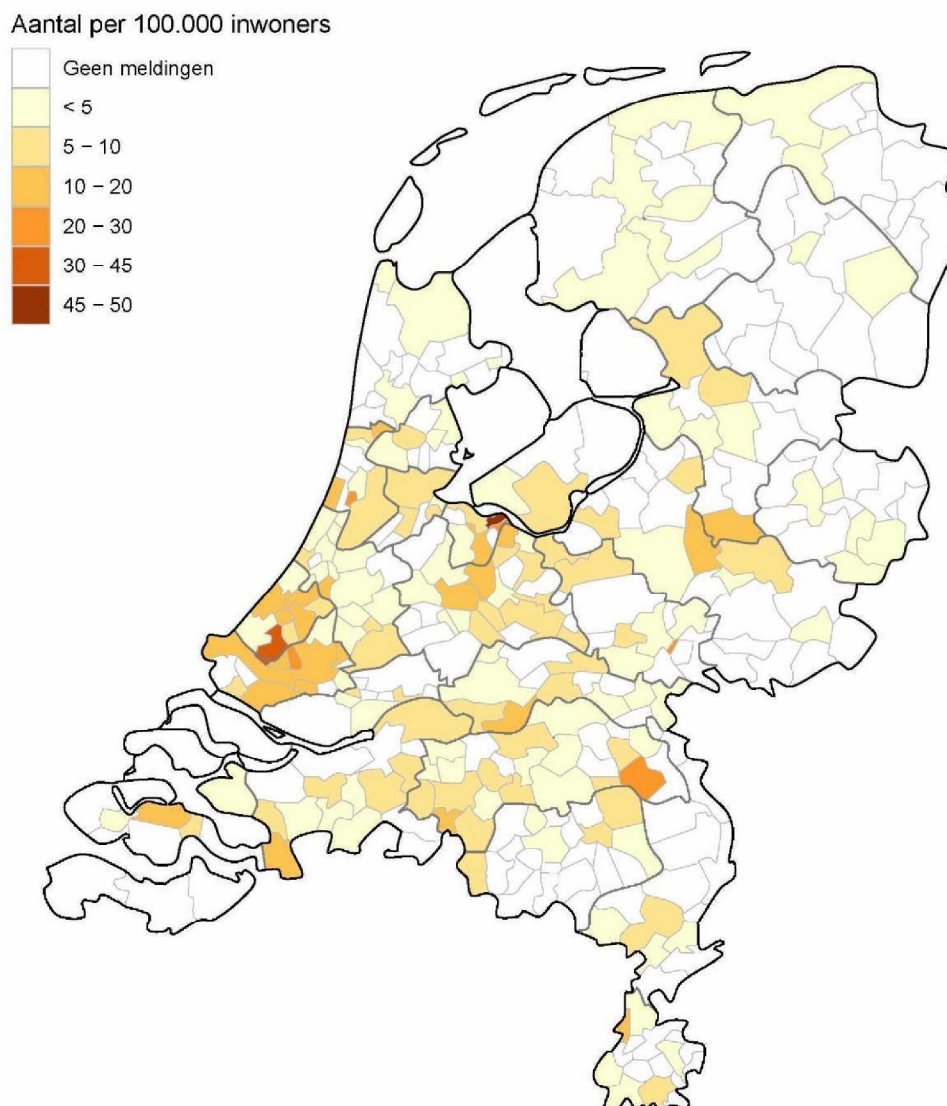 Aantal per 100.000 inwoners
Geen meldingen
< 5
5 – 10
10 – 20
20 – 30
30 – 45
45 – 50